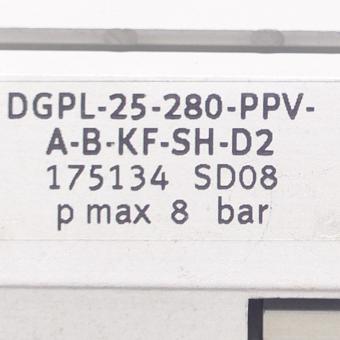 DGPL-25-280-PPV-
A-B-KF-SH-D2
175134 SD08
p max 8 bar